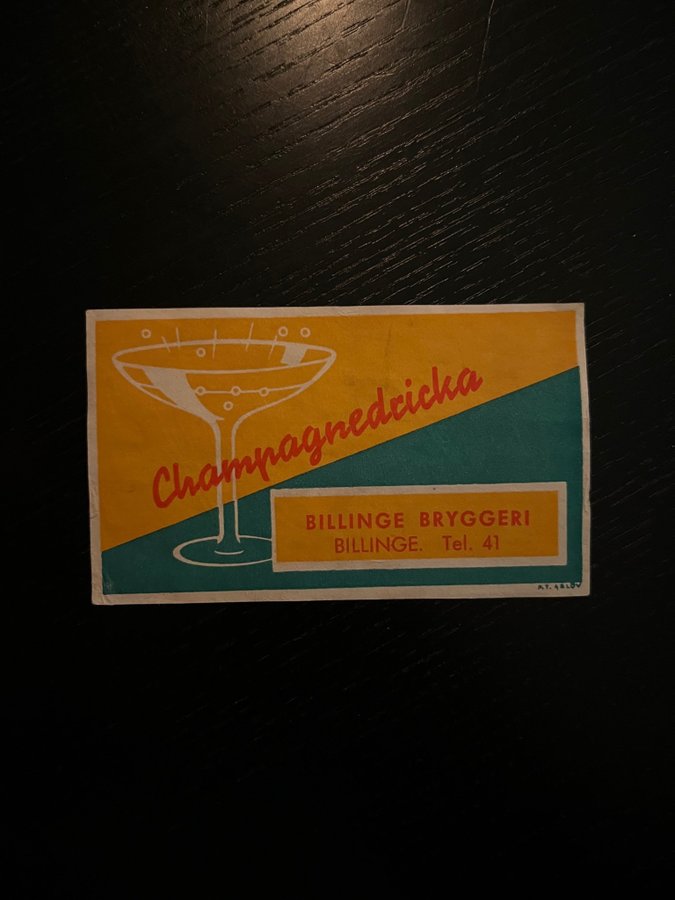 Champagnedricka
BILLINGE BRYGGERI
BILLINGE. Tel. 41